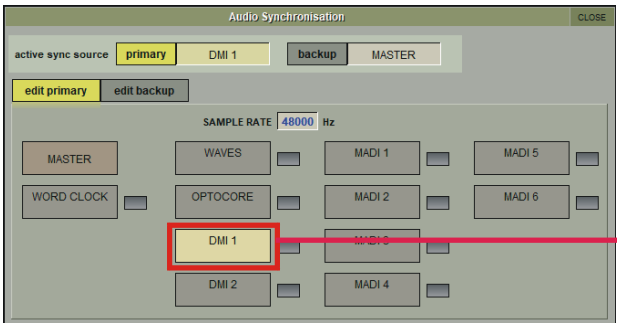 Audio Synchronisation CLOSE
active sync source primary DMI 1 backup MASTER
edit primary edit backup
SAMPLE RATE 48000 Hz
MASTER WAVES MADI 1 MADI 5
WORD CLOCK OPTOCORE MADI 2 MADI 6
DMI 1 MADI 3
DMI 2 MADI 4